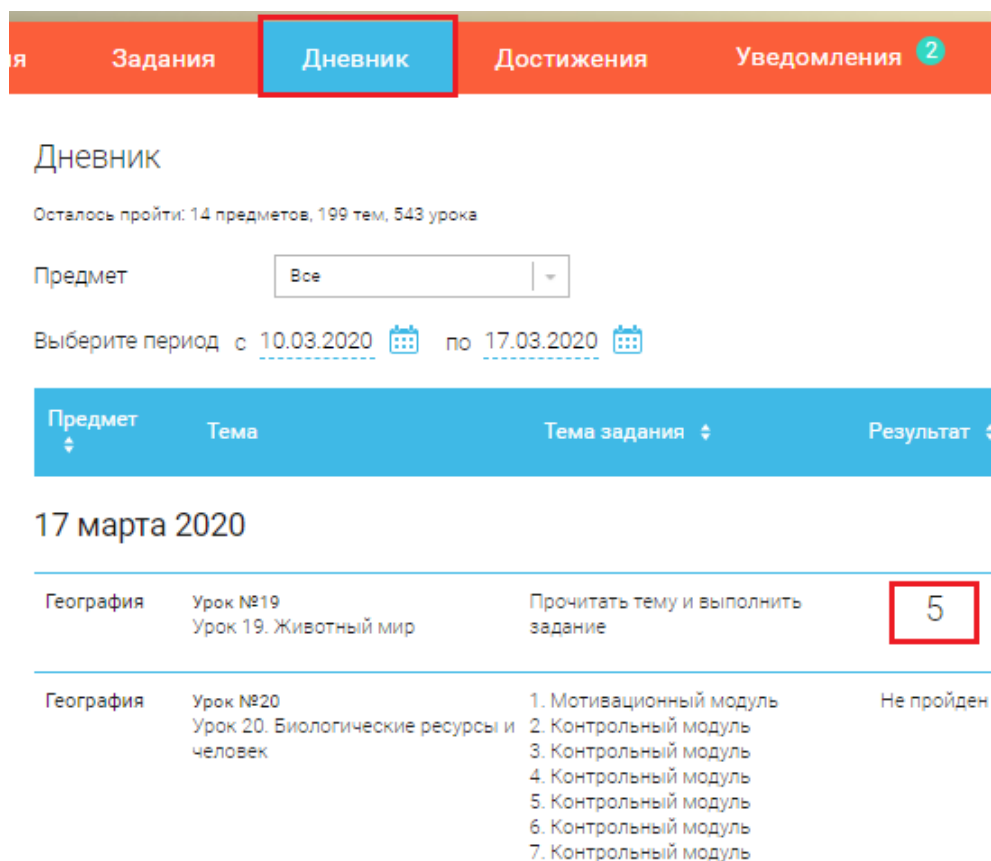 ия Задания Дневник Достижения Уведомления 2
Дневник
Осталось пройти: 14 предметов, 199 тем, 543 урока
Предмет Все
Выберите период с 10.03.2020 по 17.03.2020
Предмет Тема Тема задания Результат
17 марта 2020
География Урок №19 Прочитать тему и выполнить 5
Урок 19. Животный мир задание
География Урок №20 1. Мотивационный модуль Не пройден
Урок 20. Биологические ресурсы и 2. Контрольный модуль
человек 3. Контрольный модуль
4. Контрольный модуль
5. Контрольный модуль
6. Контрольный модуль
7. Контрольный модуль